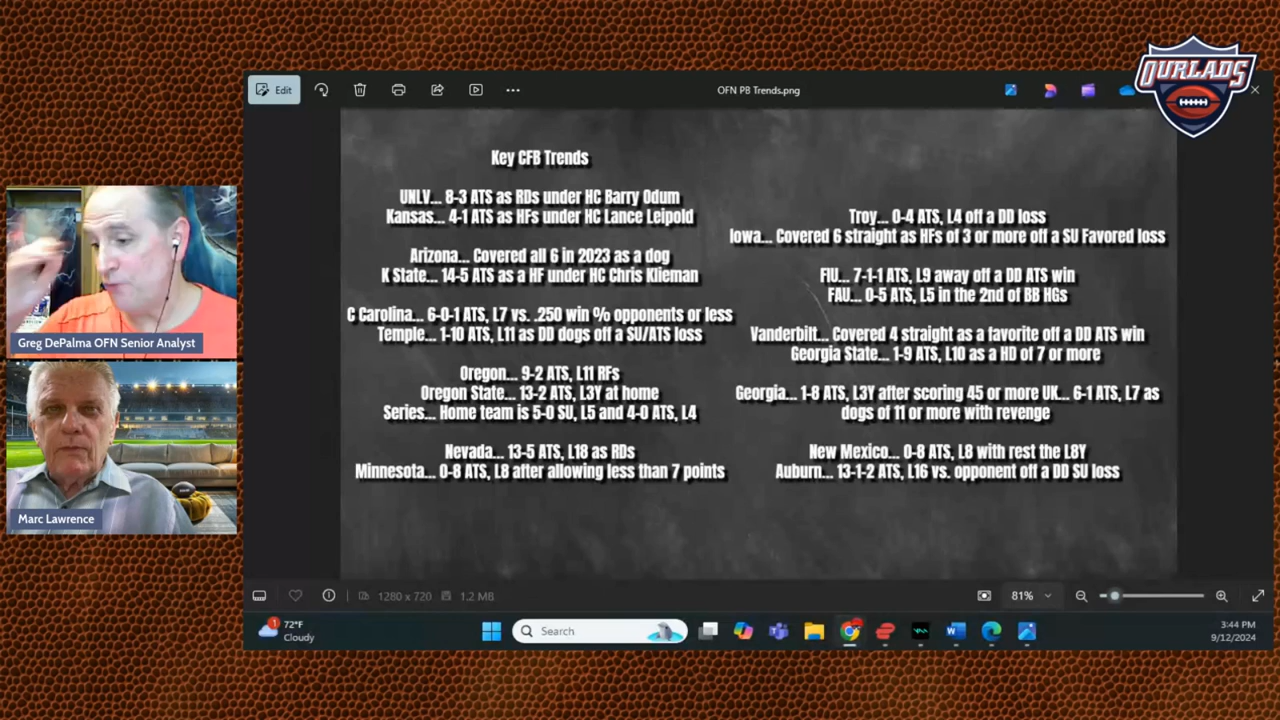 OURLADS
Edit
OFN PB Trends.png
Key CFB Trends
UNLV... 8-3 ATS as RDs under HC Barry Odum
Kansas... 4-1 ATS as HFs under HC Lance Leipold
Arizona... Covered all 6 in 2023 as a dog
K State... 14-5 ATS as a HF under HC Chris Klieman
C Carolina... 6-0-1 ATS, L7 vs. .250 win % opponents or less
Temple... 1-10 ATS, L11 as DD dogs off a SU/ATS loss
Oregon... 9-2 ATS, L11 RFs
Oregon State... 13-2 ATS, L3Y at home
Series... Home team is 5-0 SU, L5 and 4-0 ATS, L4
Nevada... 13-5 ATS, L18 as RDs
Minnesota... 0-8 ATS, L8 after allowing less than 7 points
Troy... 0-4 ATS, L4 off a DD loss
Iowa... Covered 6 straight as HFs of 3 or more off a SU Favored loss
FIU... 7-1-1 ATS, L9 away off a DD ATS win
FAU... 0-5 ATS, L5 in the 2nd of BB HGs
Vanderbilt... Covered 4 straight as a favorite off a DD ATS win
Georgia State... 1-9 ATS, L10 as a HD of 7 or more
Georgia... 1-8 ATS, L3Y after scoring 45 or more UK... 6-1 ATS, L7 as
dogs of 11 or more with revenge
New Mexico... 0-8 ATS, L8 with rest the L8Y
Auburn... 13-1-2 ATS, L16 vs. opponent off a DD SU loss
Greg DePalma OFN Senior Analyst
Marc Lawrence
1280 x 720
1.2 MB
81%
1
72°F
Cloudy
Search
3:44 PM
9/12/2024